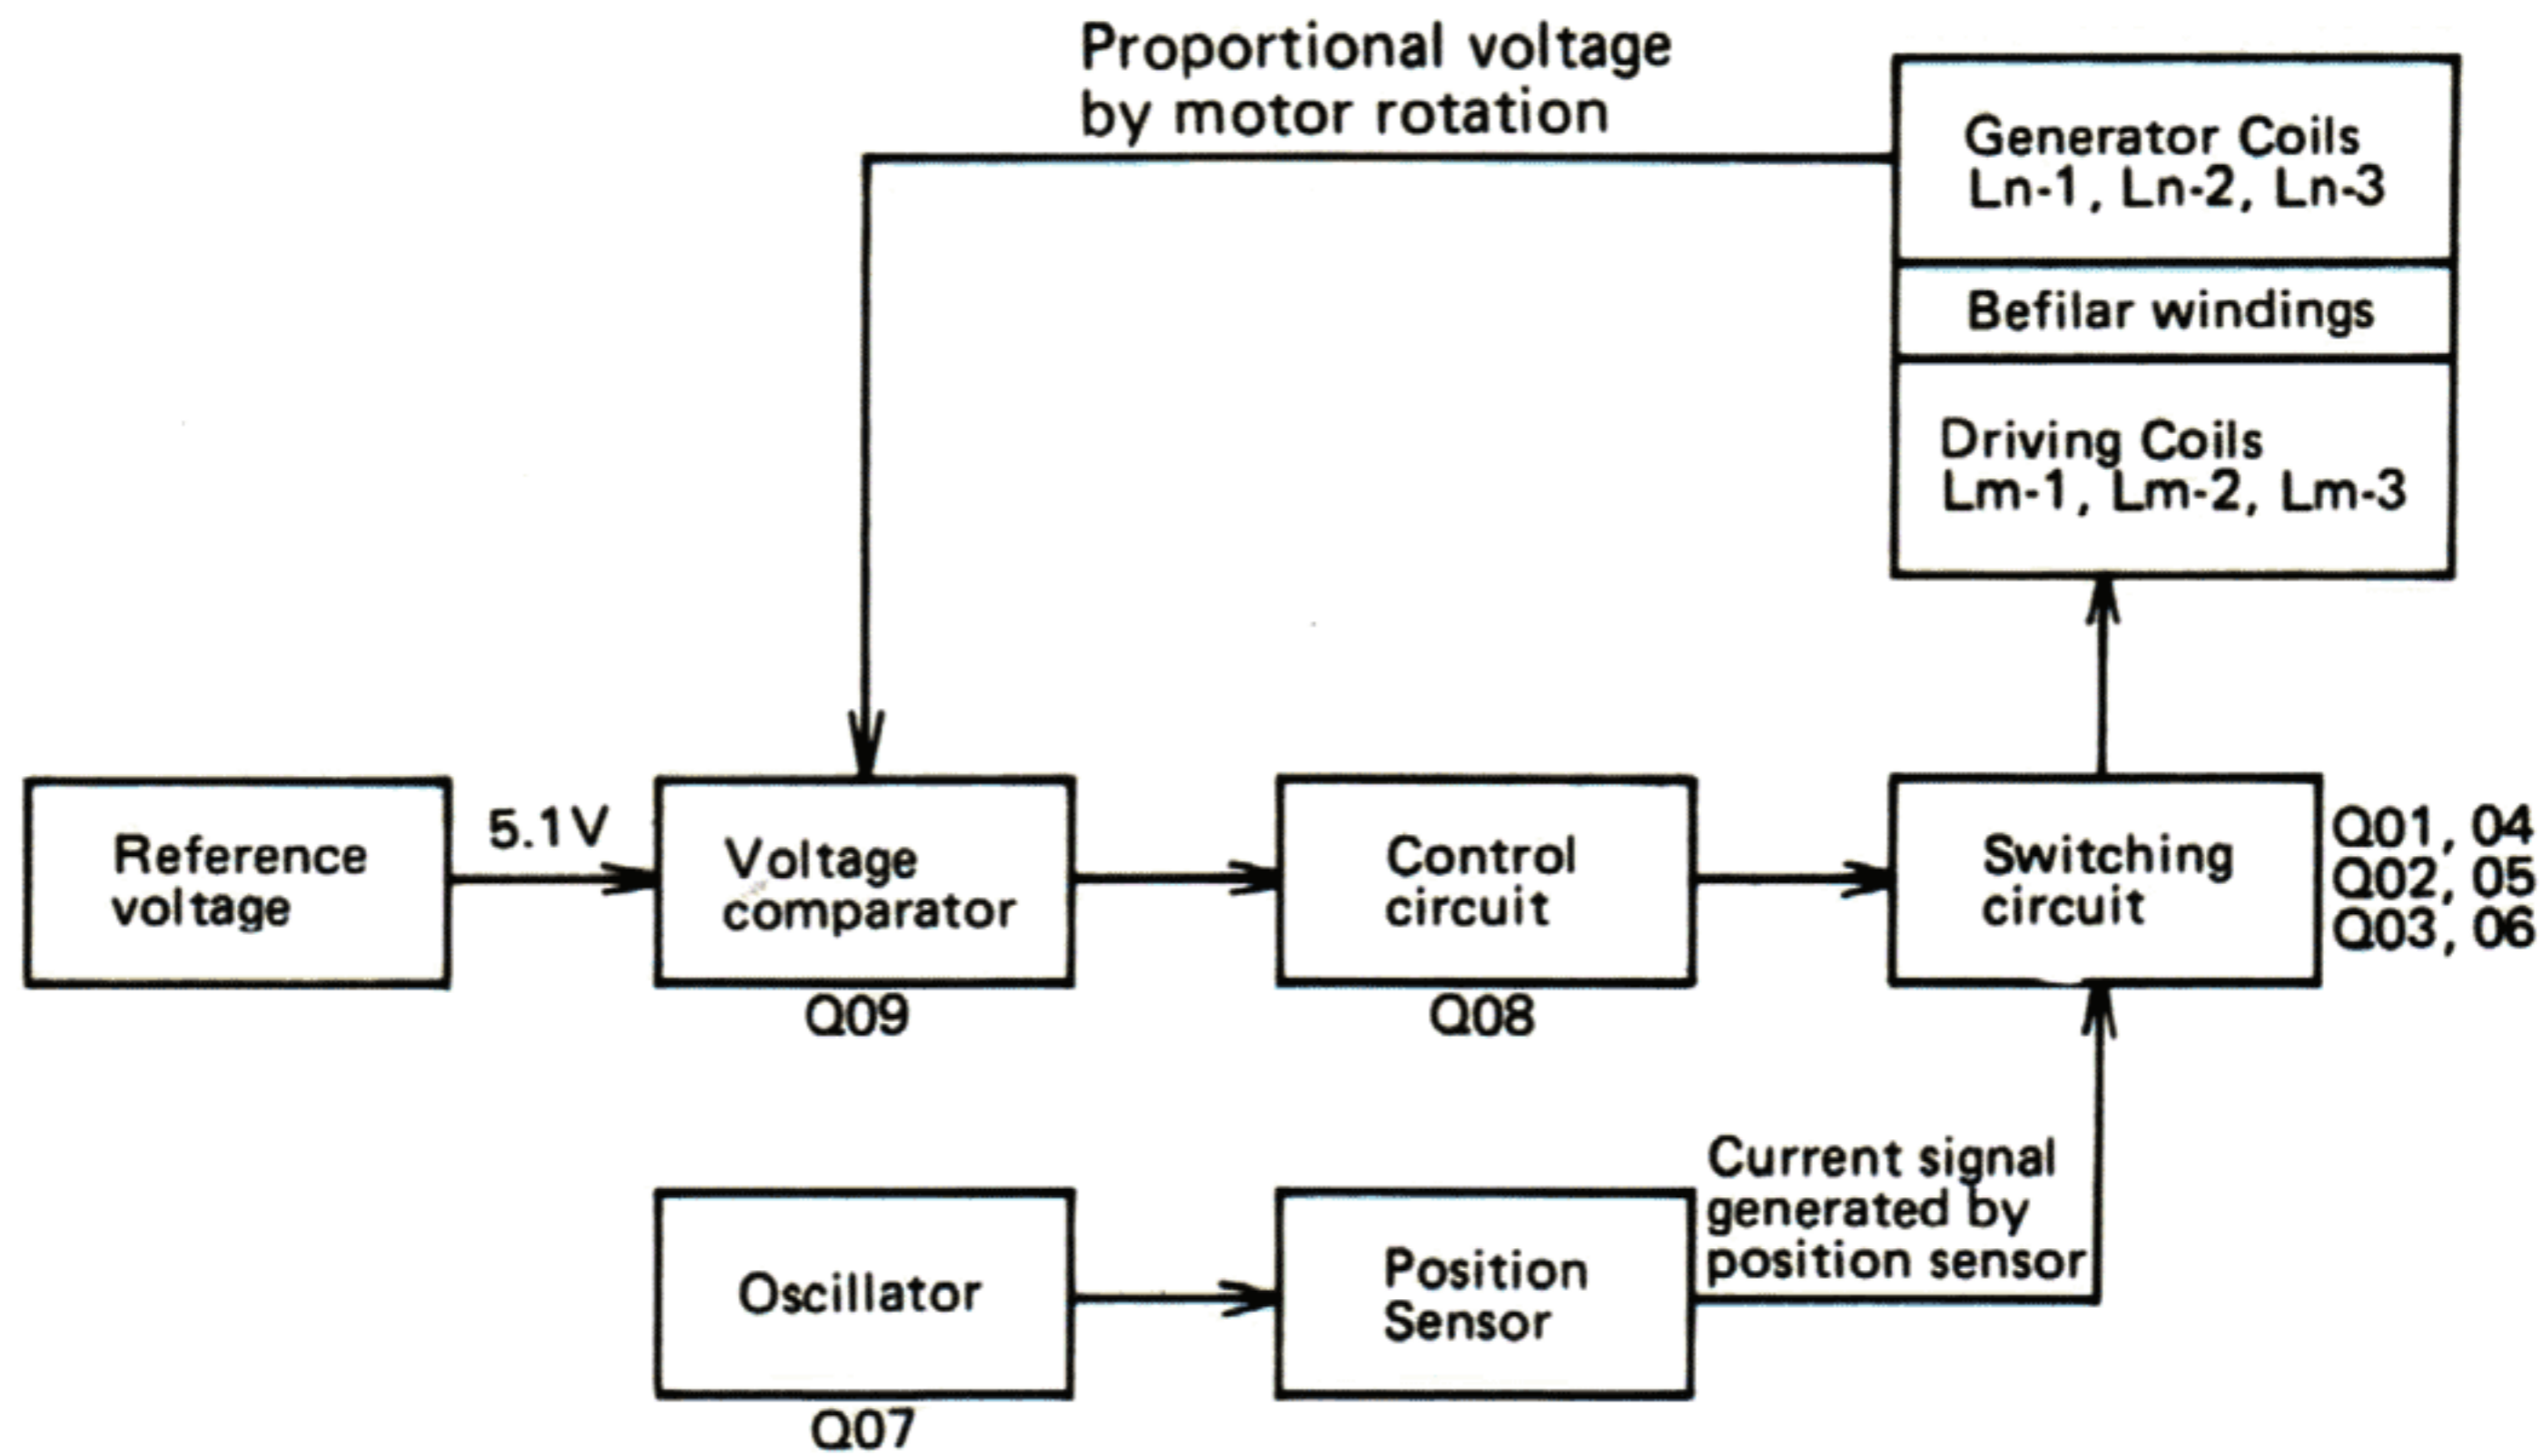 Proportional voltage
by motor rotation
Generator Coils
Ln-1, Ln-2, Ln-3
Befilar windings
Driving Coils
Lm-1, Lm-2, Lm-3
Reference
voltage
5.1V
Voltage
comparator
Q09
Control
circuit
Q08
Switching
circuit
Q01, 04
Q02, 05
Q03, 06
Oscillator
Q07
Position
Sensor
Current signal
generated by
position sensor